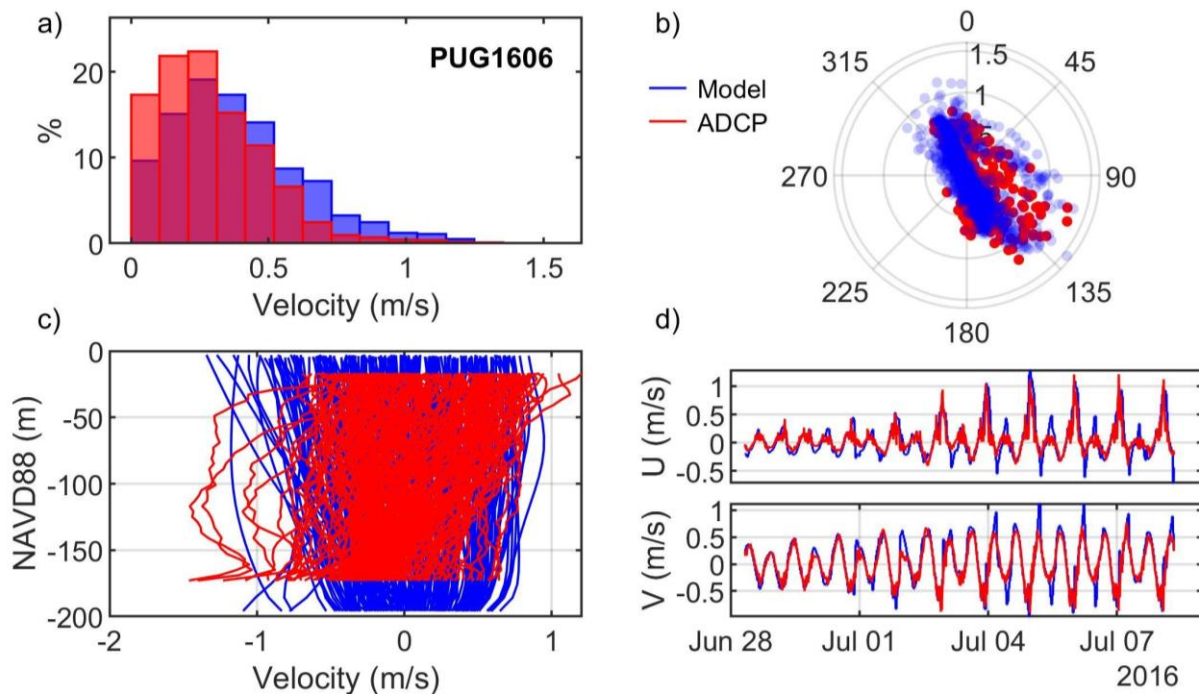 a)
PUG1606
20
10
0
%
0
0.5
1
1.5
Velocity (m/s)
b)
Model
ADCP
0
45
90
135
180
225
270
315
1.5
1
c)
0
-50
-100
-150
-200
NAVD88 (m)
-2
-1
0
1
Velocity (m/s)
d)
1
0.5
0
-0.5
U (m/s)
1
0.5
0
-0.5
V (m/s)
Jun 28
Jul 01
Jul 04
Jul 07
2016